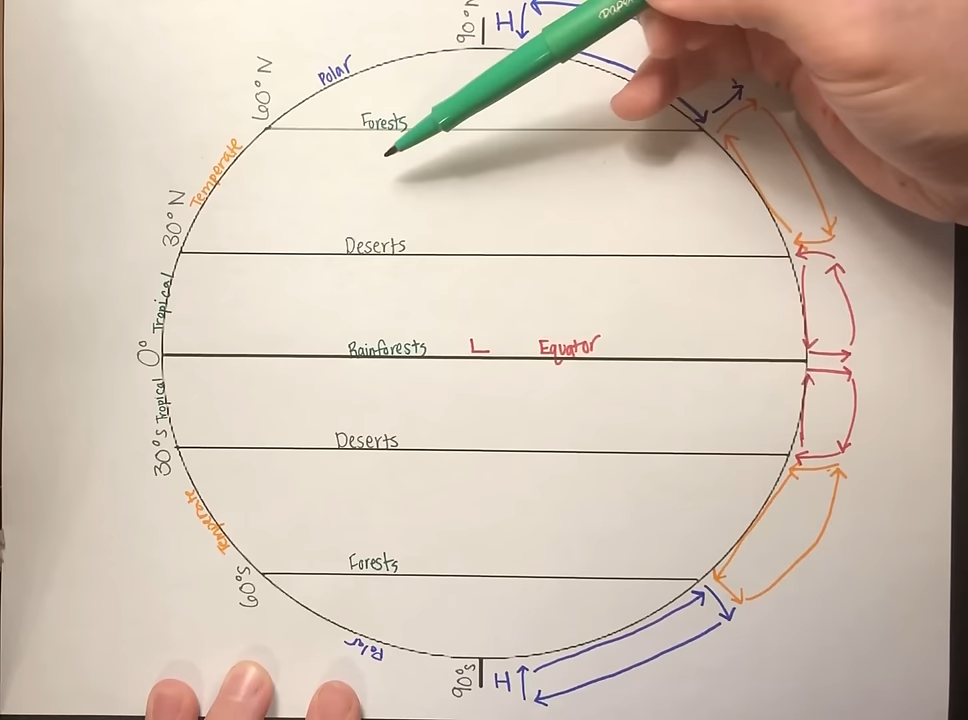 90°N H
Polar
60°N
Forests
Temperate
30°N
Deserts
Tropical
0°
Rainforests L Equator
Tropical
30°S
Deserts
Temperate
Forests
60°S
Polar
90°S H